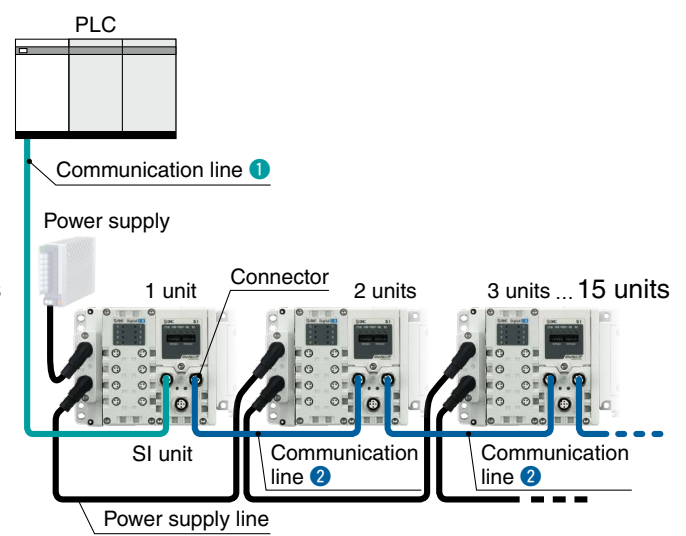 PLC
Communication line 1
Power supply
1 unit
Connector
2 units
3 units ... 15 units
SI unit
Communication
line 2
Communication
line 2
Power supply line